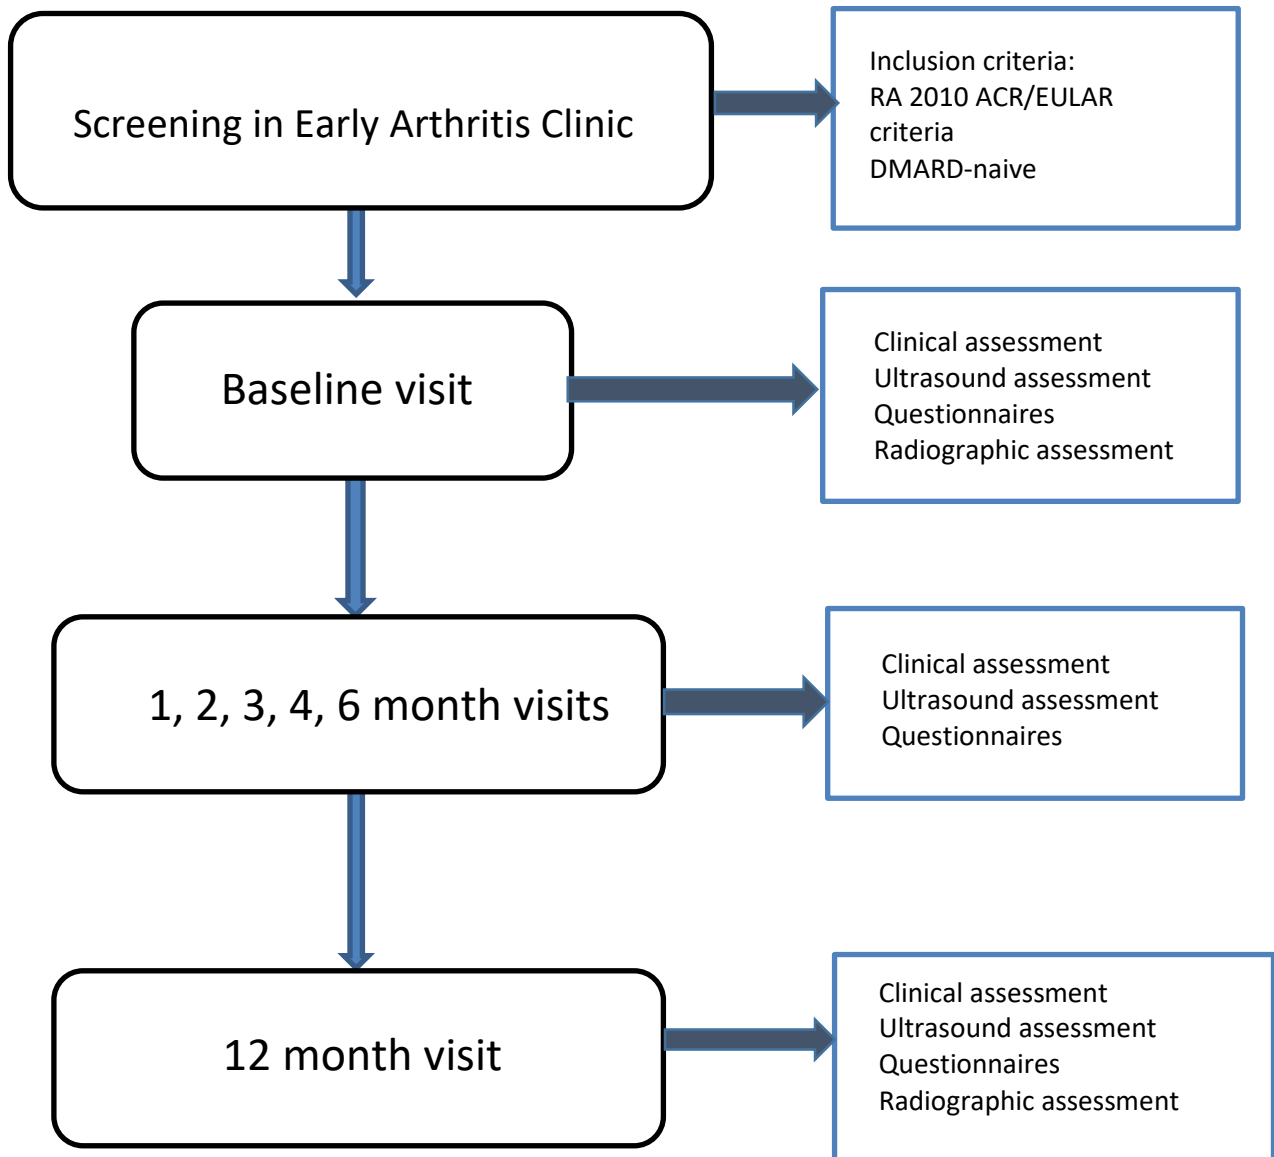 Screening in Early Arthritis Clinic
Inclusion criteria:
RA 2010 ACR/EULAR
criteria
DMARD-naive
Baseline visit
Clinical assessment
Ultrasound assessment
Questionnaires
Radiographic assessment
1, 2, 3, 4, 6 month visits
Clinical assessment
Ultrasound assessment
Questionnaires
12 month visit
Clinical assessment
Ultrasound assessment
Questionnaires
Radiographic assessment